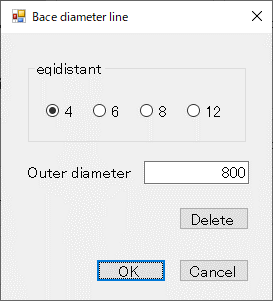 Bace diameter line
eqidistant
4 6 8 12
Outer diameter 800
Delete
OK Cancel